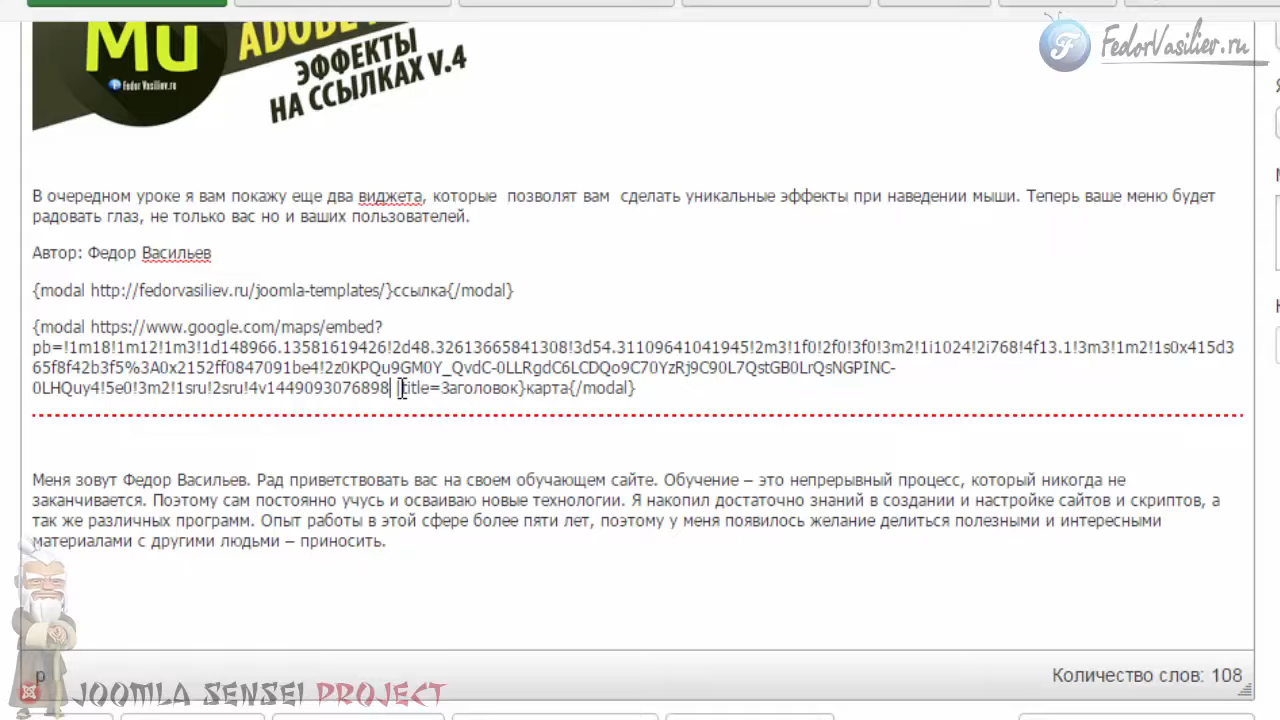 Mu
ADOBE
ЭФФЕКТЫ
НА ССЫЛКАХ V.4
Fedor Vasiliev.ru
FedorVasiliev.ru
В очередном уроке я вам покажу еще два виджета, которые позволят вам сделать уникальные эффекты при наведении мыши. Теперь ваше меню будет
радовать глаз, не только вас но и ваших пользователей.
Автор: Федор Васильев
{modal http://fedorvasiliev.ru/joomla-templates/}ссылка{/modal}
{modal https://www.google.com/maps/embed?
pb=!1m18!1m12!1m3!1d148966.13581619426!2d48.32613665841308!3d54.31109641041945!2m3!1f0!2f0!3f0!3m2!1i1024!2i768!4f13.1!3m3!1m2!1s0x415d3
65f8f42b3f5%3A0x2152ff0847091be4!2z0KPQu9GM0Y_QvdC-0LLRgdC6LCDQo9C70YzRj9C90L7QstGB0LrQsNGPINC-
0LHQuy4!5e0!3m2!1sru!2sru!4v1449093076898 title=Заголовок}карта{/modal}
Меня зовут Федор Васильев. Рад приветствовать вас на своем обучающем сайте. Обучение – это непрерывный процесс, который никогда не
заканчивается. Поэтому сам постоянно учусь и осваиваю новые технологии. Я накопил достаточно знаний в создании и настройке сайтов и скриптов, а
так же различных программ. Опыт работы в этой сфере более пяти лет, поэтому у меня появилось желание делиться полезными и интересными
материалами с другими людьми – приносить.
p
Количество слов: 108
JOOMLA SENSEI PROJECT